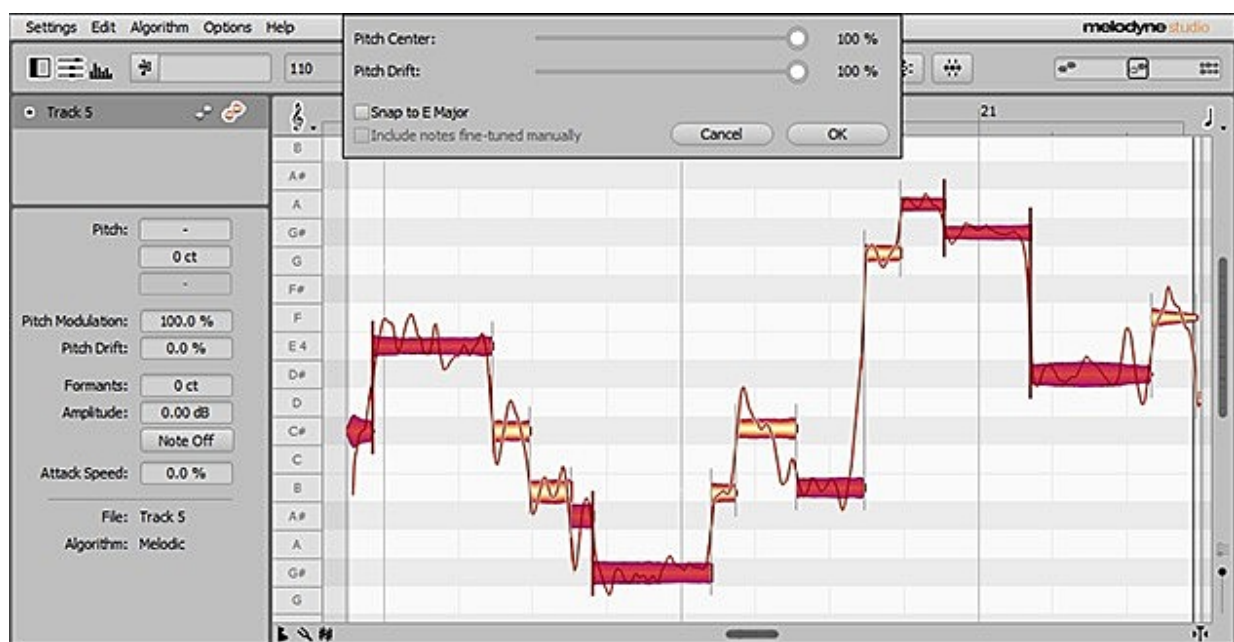 Settings Edit Algorithm Options Help
melodyne studio
Pitch Center: 100 %
Pitch Drift: 100 %
110
Snap to E Major
Include notes fine-tuned manually
Cancel OK
Track 5
21
B
A#
A
G#
G
F#
F
E 4
D#
D
C#
C
B
A#
A
G#
G
Pitch: -
0 ct
-
Pitch Modulation: 100.0 %
Pitch Drift: 0.0 %
Formants: 0 ct
Amplitude: 0.00 dB
Note Off
Attack Speed: 0.0 %
File: Track 5
Algorithm: Melodic